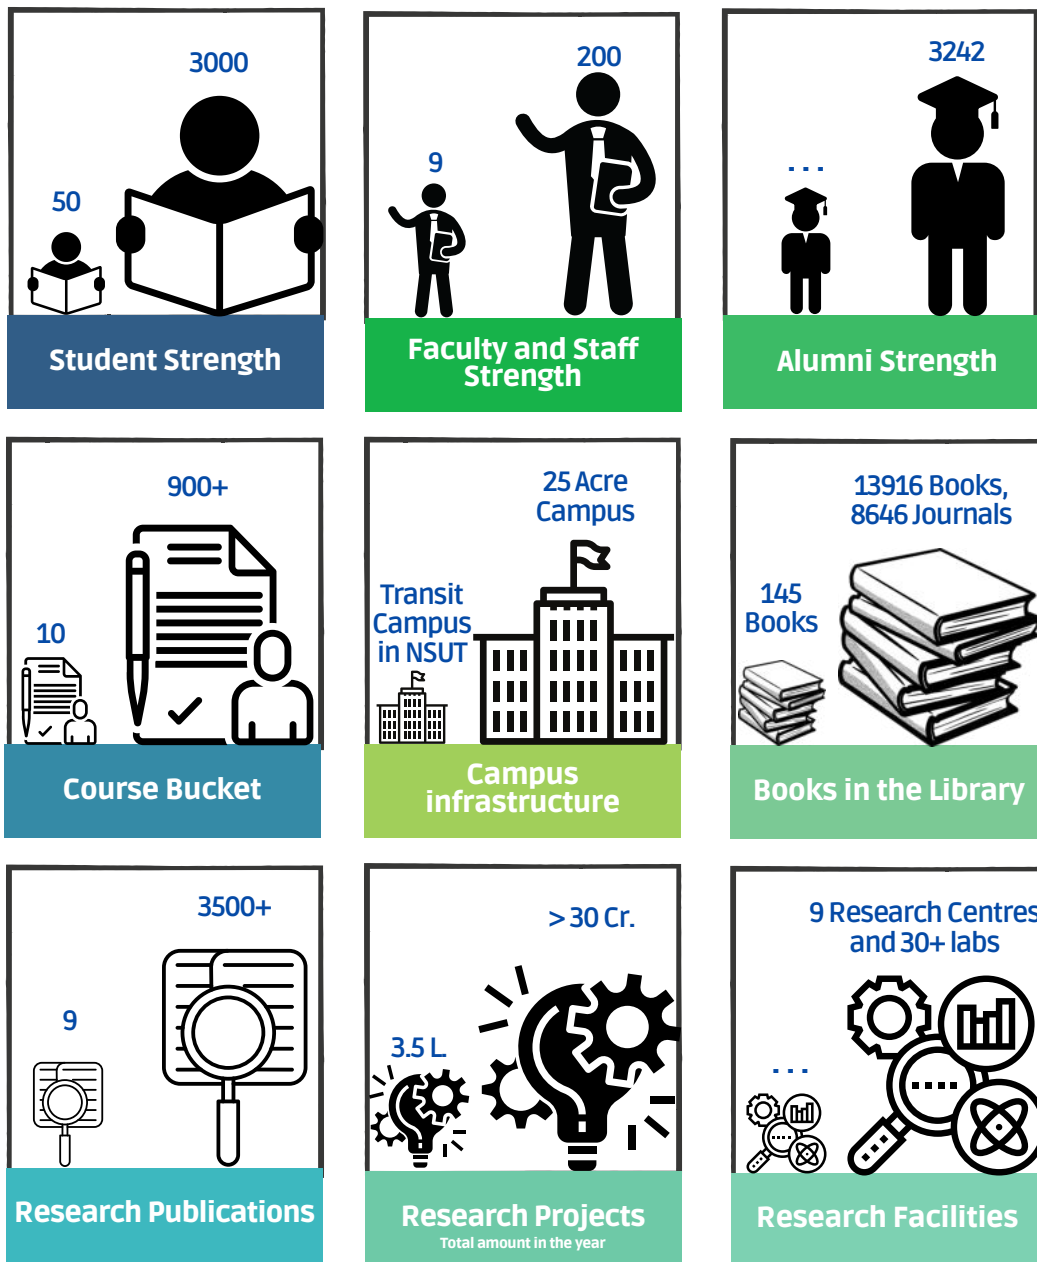 3000
50
Student Strength
200
9
Faculty and Staff
Strength
3242
...
Alumni Strength
900+
10
Course Bucket
25 Acre
Campus
Transit
Campus
in NSUT
Campus
infrastructure
13916 Books,
8646 Journals
145
Books
Books in the Library
3500+
9
Research Publications
> 30 Cr.
3.5 L.
Research Projects
Total amount in the year
9 Research Centres
and 30+ labs
...
Research Facilities